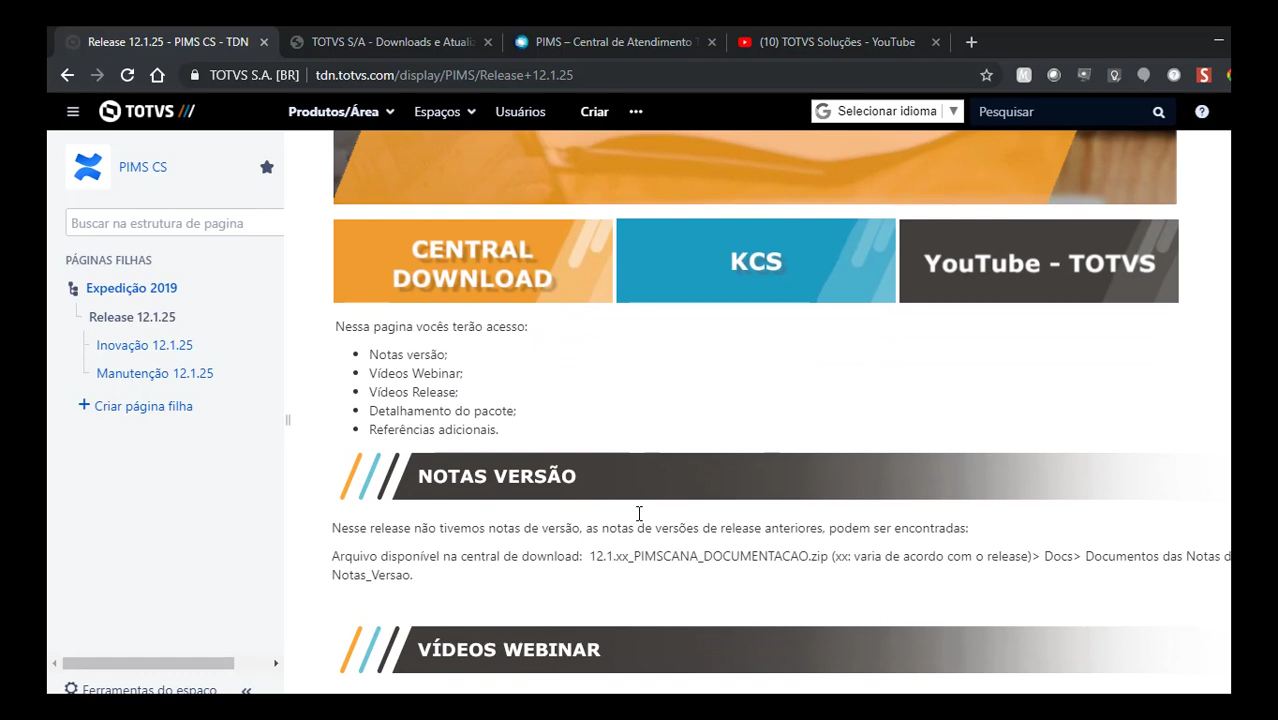 Release 12.1.25 - PIMS CS - TDN
TOTVS S/A - Downloads e Atuali
PIMS – Central de Atendimento
(10) TOTVS Soluções - YouTube
TOTVS S.A. [BR] tdn.totvs.com/display/PIMS/Release+12.1.25
TOTVS
Produtos/Área
Espaços
Usuários
Criar
Selecionar idioma
Pesquisar
PIMS CS
Buscar na estrutura de pagina
PÁGINAS FILHAS
Expedição 2019
Release 12.1.25
Inovação 12.1.25
Manutenção 12.1.25
+ Criar página filha
Ferramentas do espaço
CENTRAL
DOWNLOAD
KCS
YouTube - TOTVS
Nessa pagina vocês terão acesso:
• Notas versão;
• Vídeos Webinar;
• Vídeos Release;
• Detalhamento do pacote;
• Referências adicionais.
NOTAS VERSÃO
Nesse release não tivemos notas de versão, as notas de versões de release anteriores, podem ser encontradas:
Arquivo disponível na central de download: 12.1.xx_PIMSCANA_DOCUMENTACAO.zip (xx: varia de acordo com o release)> Docs> Documentos das Notas d
Notas_Versao.
VÍDEOS WEBINAR